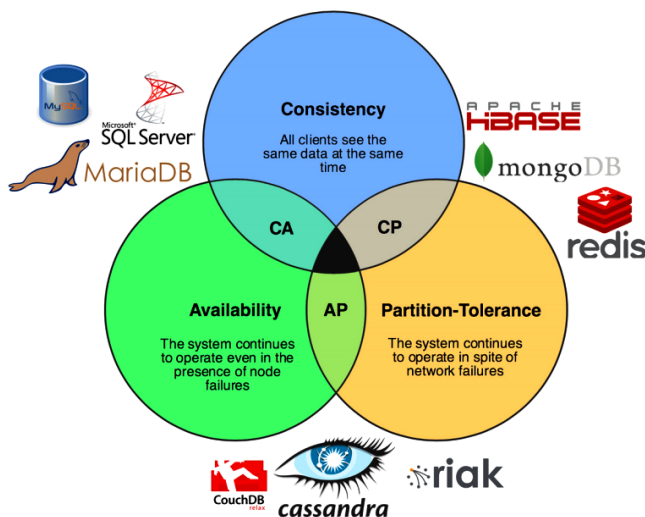 MySQL
Microsoft®
SQL Server
MariaDB
Consistency
All clients see the
same data at the same
time
APACHE
HBASE
mongoDB
redis
CA
CP
AP
Availability
The system continues
to operate even in the
presence of node
failures
Partition-Tolerance
The system continues
to operate in spite of
network failures
CouchDB
relax
cassandra
riak